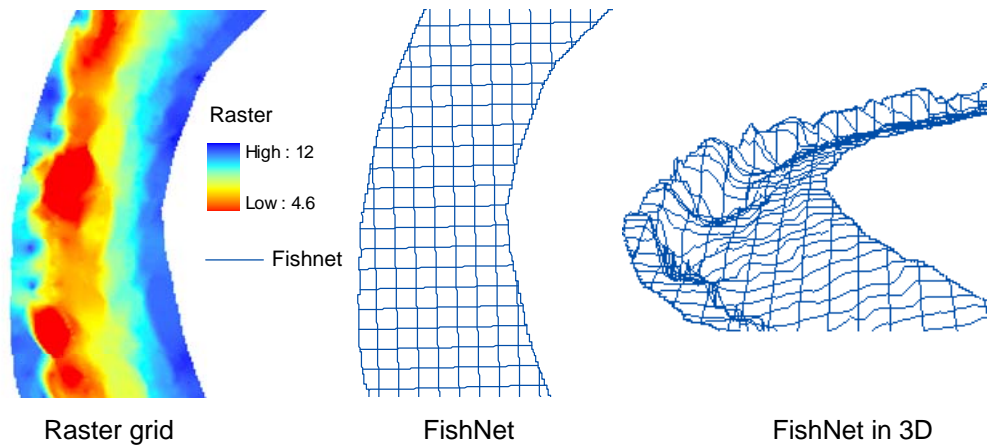 Raster
High : 12
Low : 4.6
Fishnet
Raster grid
FishNet
FishNet in 3D